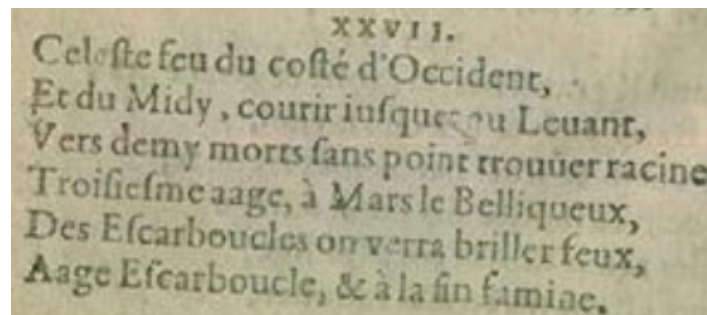 XXVII.
Celeſte feu du coſté d'Occident,
Et du Midy, courir iuſques au Leuant,
Vers demy morts ſans point trouuer racine
Troiſieſme aage, à Mars le Belliqueux,
Des Eſcarboucles on verra briller feux,
Aage Eſcarboucle, & à la fin famine.